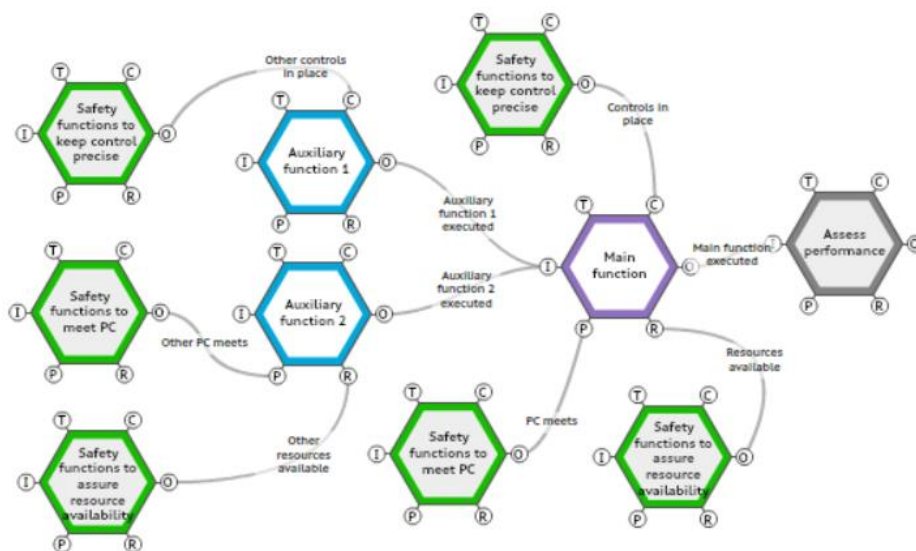 T
C
I
O
P
R
Safety
functions to
keep control
precise
Other controls
in place
T
C
I
O
P
R
Auxiliary
function 1
T
C
I
O
P
R
Safety
functions to
keep control
precise
Controls in
place
Auxiliary
function 1
executed
T
C
I
O
P
R
Safety
functions to
meet PC
Other PC meets
T
C
I
O
P
R
Auxiliary
function 2
Auxiliary
function 2
executed
T
C
I
O
P
R
Main
function
Main function
executed
T
C
I
O
P
R
Assess
performance
T
C
I
O
P
R
Safety
functions to
assure
resource
availability
Other
resources
available
T
C
I
O
P
R
Safety
functions to
meet PC
PC meets
T
C
I
O
P
R
Safety
functions to
assure
resource
availability
Resources
available